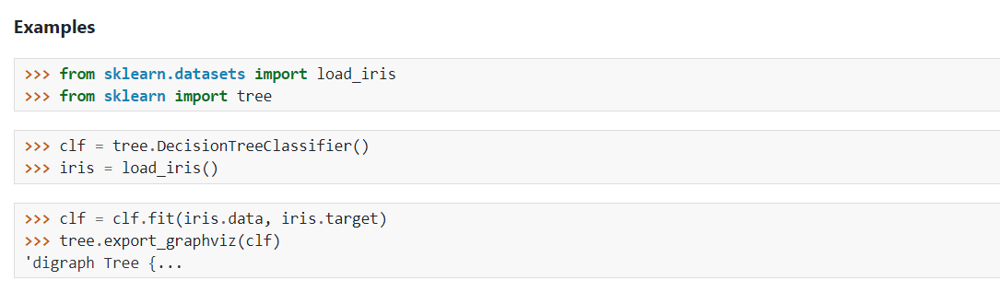 Examples
>>> from sklearn.datasets import load_iris
>>> from sklearn import tree
>>> clf = tree.DecisionTreeClassifier()
>>> iris = load_iris()
>>> clf = clf.fit(iris.data, iris.target)
>>> tree.export_graphviz(clf)
'digraph Tree {...